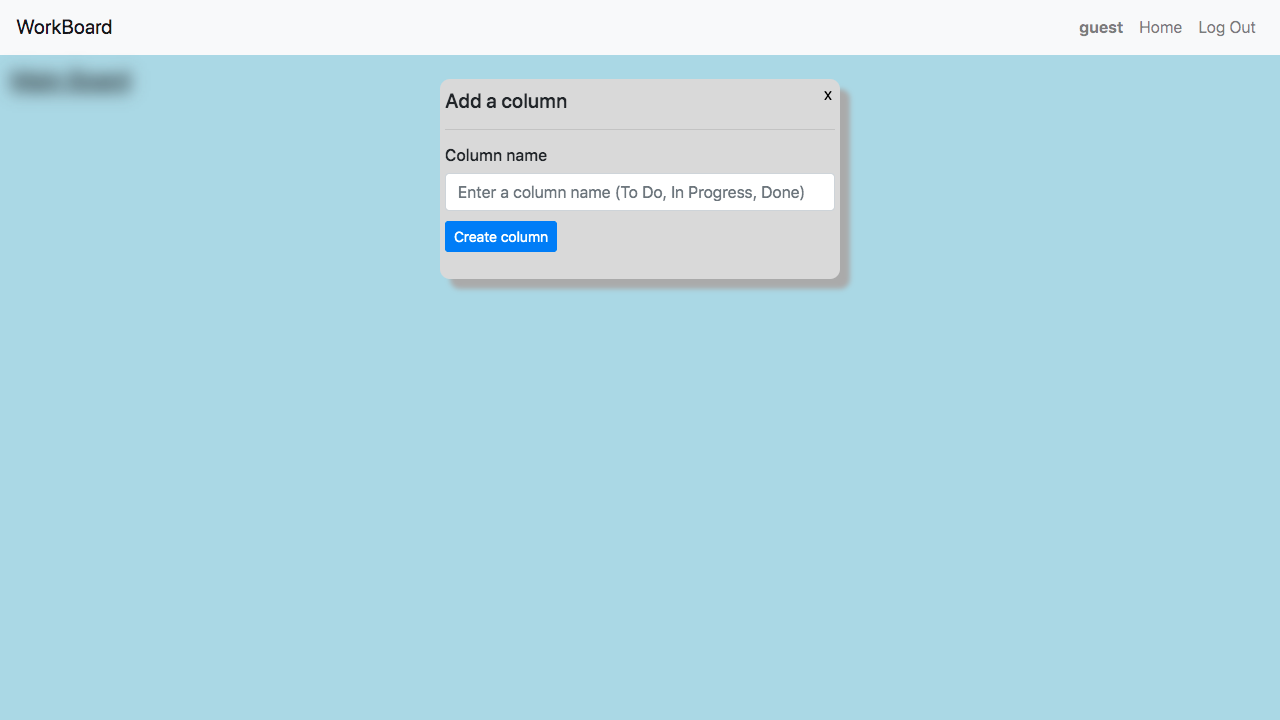 WorkBoard
guest Home Log Out
Add a column
x
Column name
Enter a column name (To Do, In Progress, Done)
Create column